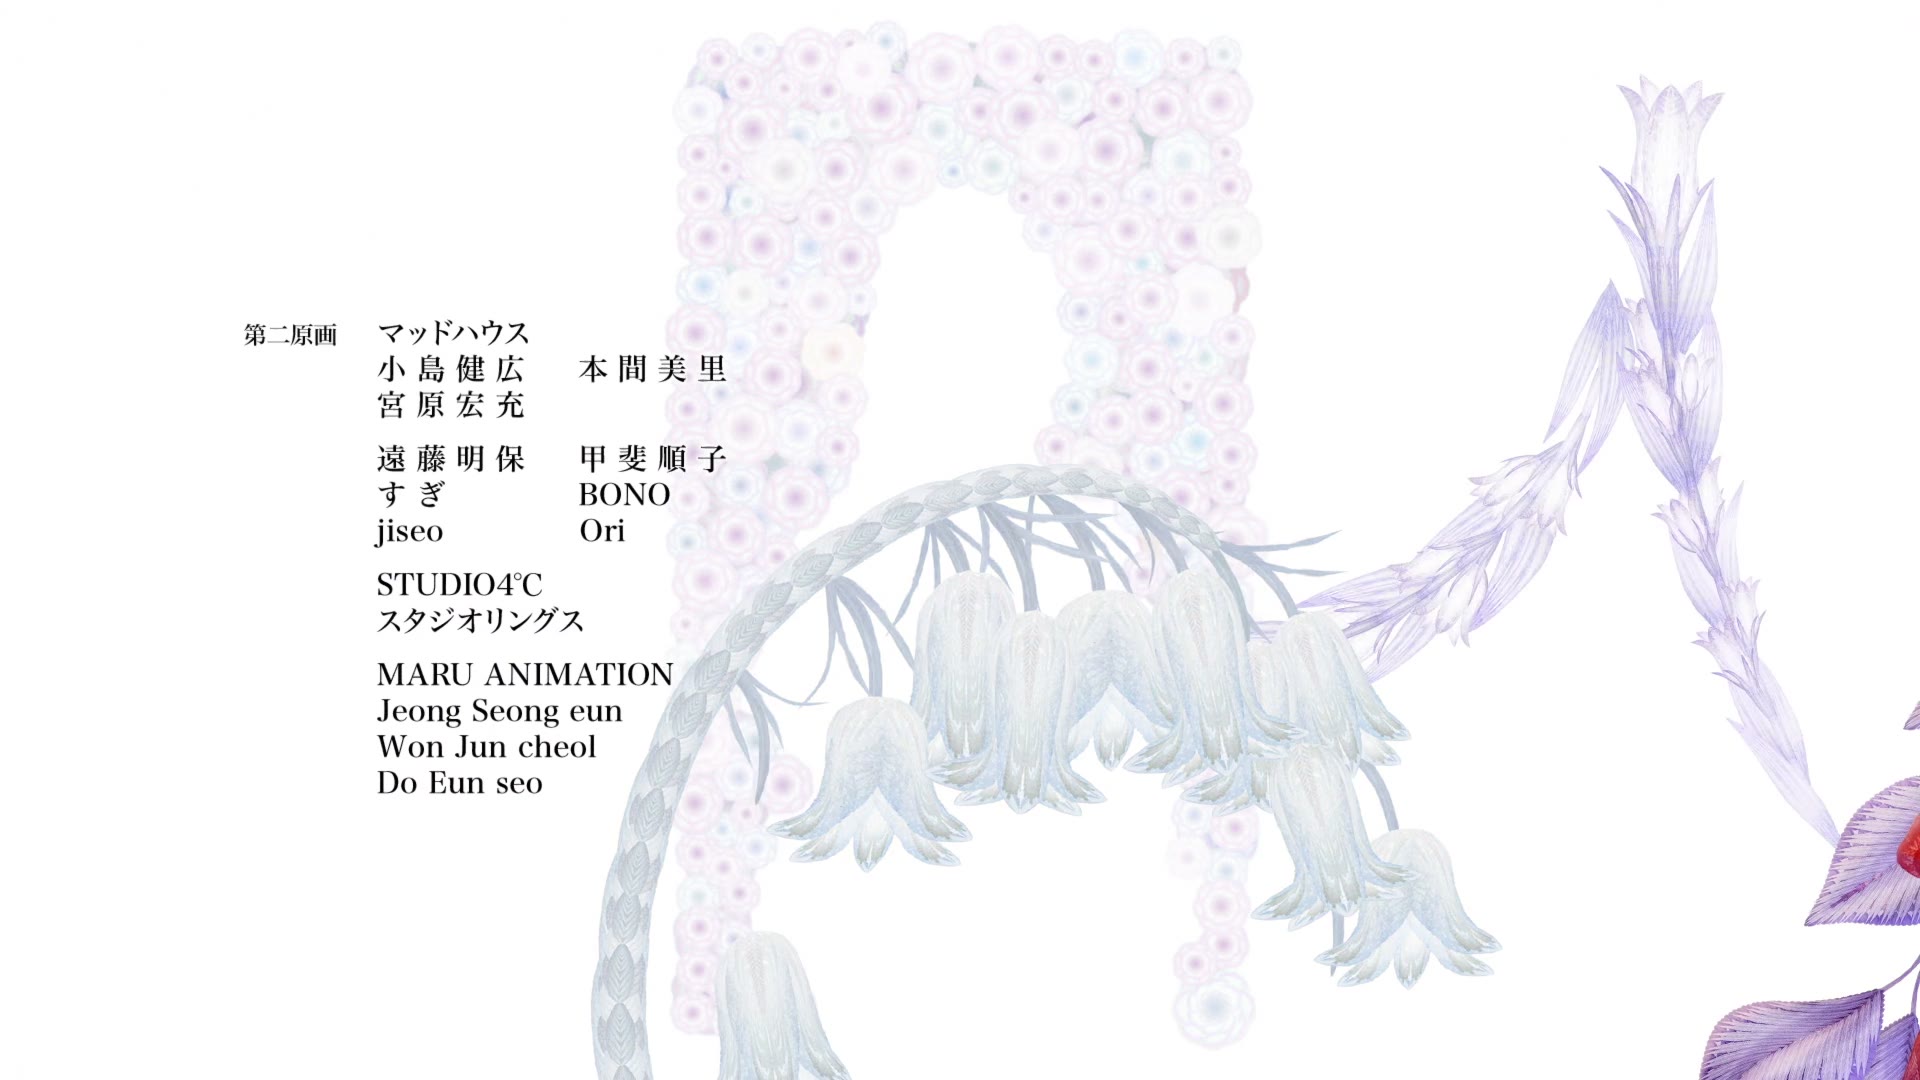 第二原画 マッドハウス
小島健広 本間美里
宮原宏充
遠藤明保 甲斐順子
すぎ BONO
jiseo Ori
STUDIO4℃
スタジオリングス
MARU ANIMATION
Jeong Seong eun
Won Jun cheol
Do Eun seo